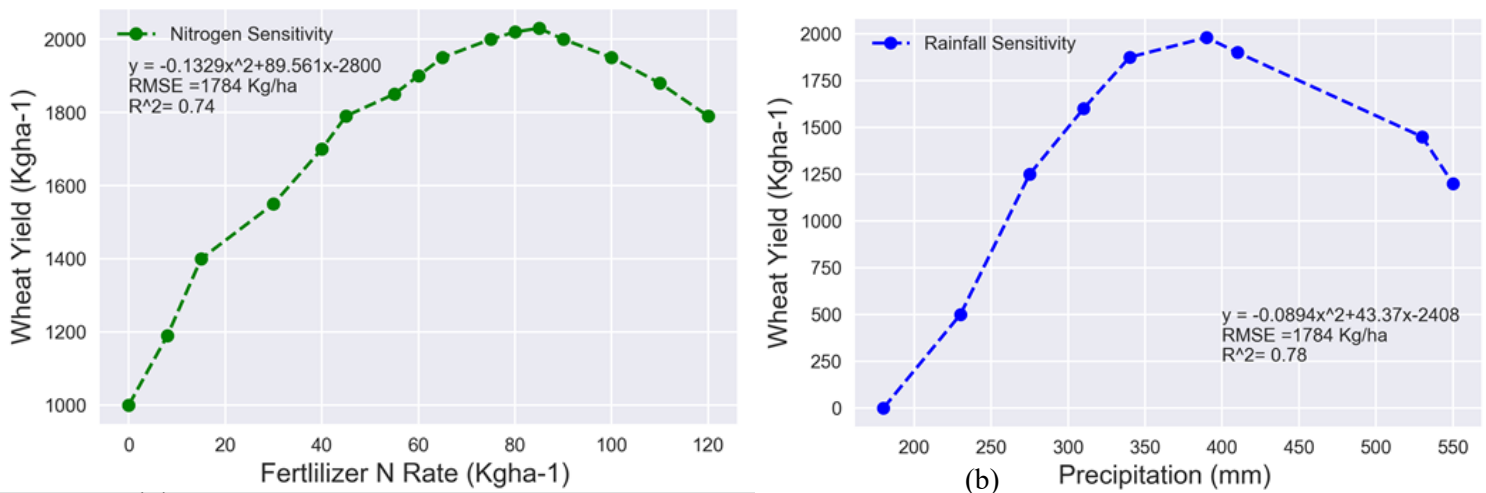 Nitrogen Sensitivity
y = -0.1329x^2+89.561x-2800
RMSE =1784 Kg/ha
R^2= 0.74
Wheat Yield (Kgha-1)
2000
1800
1600
1400
1200
1000
0 20 40 60 80 100 120
Fertlilizer N Rate (Kgha-1)
Rainfall Sensitivity
Wheat Yield (Kgha-1)
2000
1750
1500
1250
1000
750
500
250
0
y = -0.0894x^2+43.37x-2408
RMSE =1784 Kg/ha
R^2= 0.78
200 250 300 350 400 450 500 550
(b) Precipitation (mm)